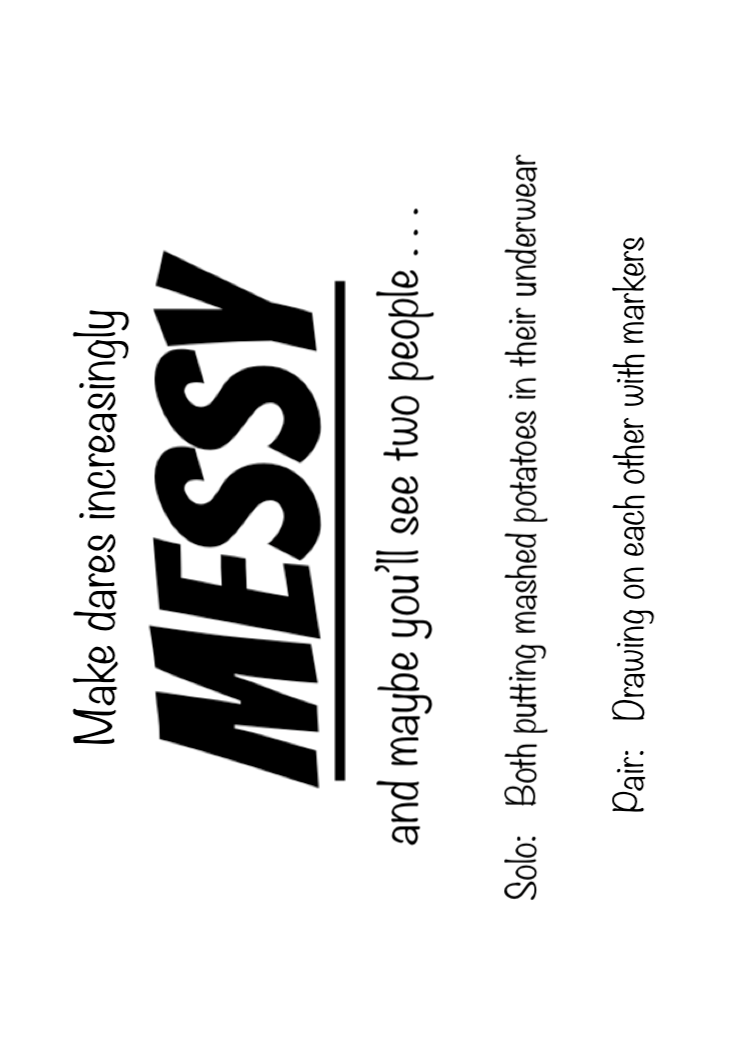 Make dares increasingly
MESSY
and maybe you'll see two people . . .
Solo: Both putting mashed potatoes in their underwear
Pair: Drawing on each other with markers